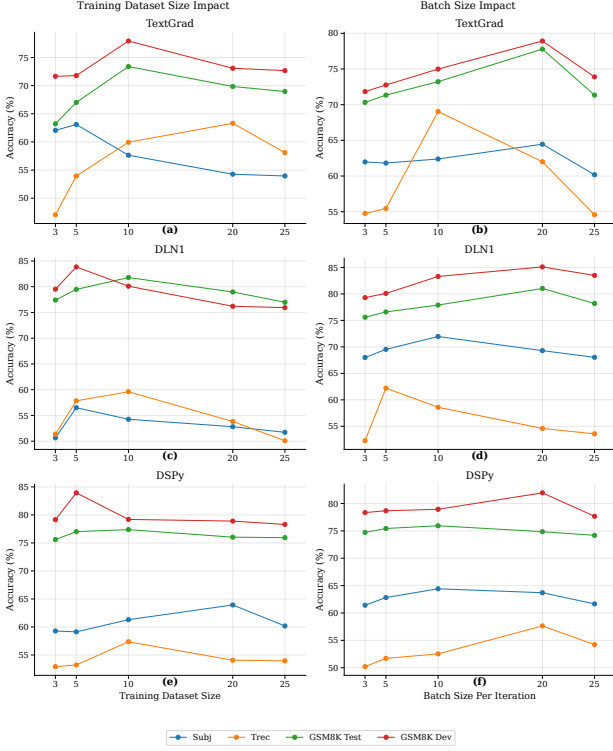 Training Dataset Size Impact
Batch Size Impact
TextGrad
TextGrad
Accuracy (%)
75
70
65
60
55
50
3 5 10 20 25
(a)
Accuracy (%)
80
75
70
65
60
55
3 5 10 20 25
(b)
DLN1
DLN1
Accuracy (%)
85
80
75
70
65
60
55
50
3 5 10 20 25
(c)
Accuracy (%)
85
80
75
70
65
60
55
3 5 10 20 25
(d)
DSPy
DSPy
Accuracy (%)
85
80
75
70
65
60
55
3 5 10 20 25
(e)
Training Dataset Size
Accuracy (%)
80
75
70
65
60
55
50
3 5 10 20 25
(f)
Batch Size Per Iteration
Subj Trec GSM8K Test GSM8K Dev